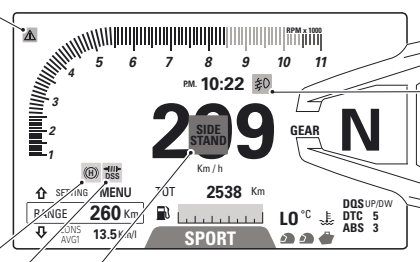 RPM x 1000
4 5 6 7 8 9 10 11
3
2
1
P.M. 10:22
299
SIDE
STAND
GEAR N
Km / h
(H) DSS
SETTING MENU
TOT 2538 Km
RANGE 260 Km
LO °C
DQS UP/DW
DTC 5
ABS 3
CONS
AVG1 13.5 Km/l
SPORT